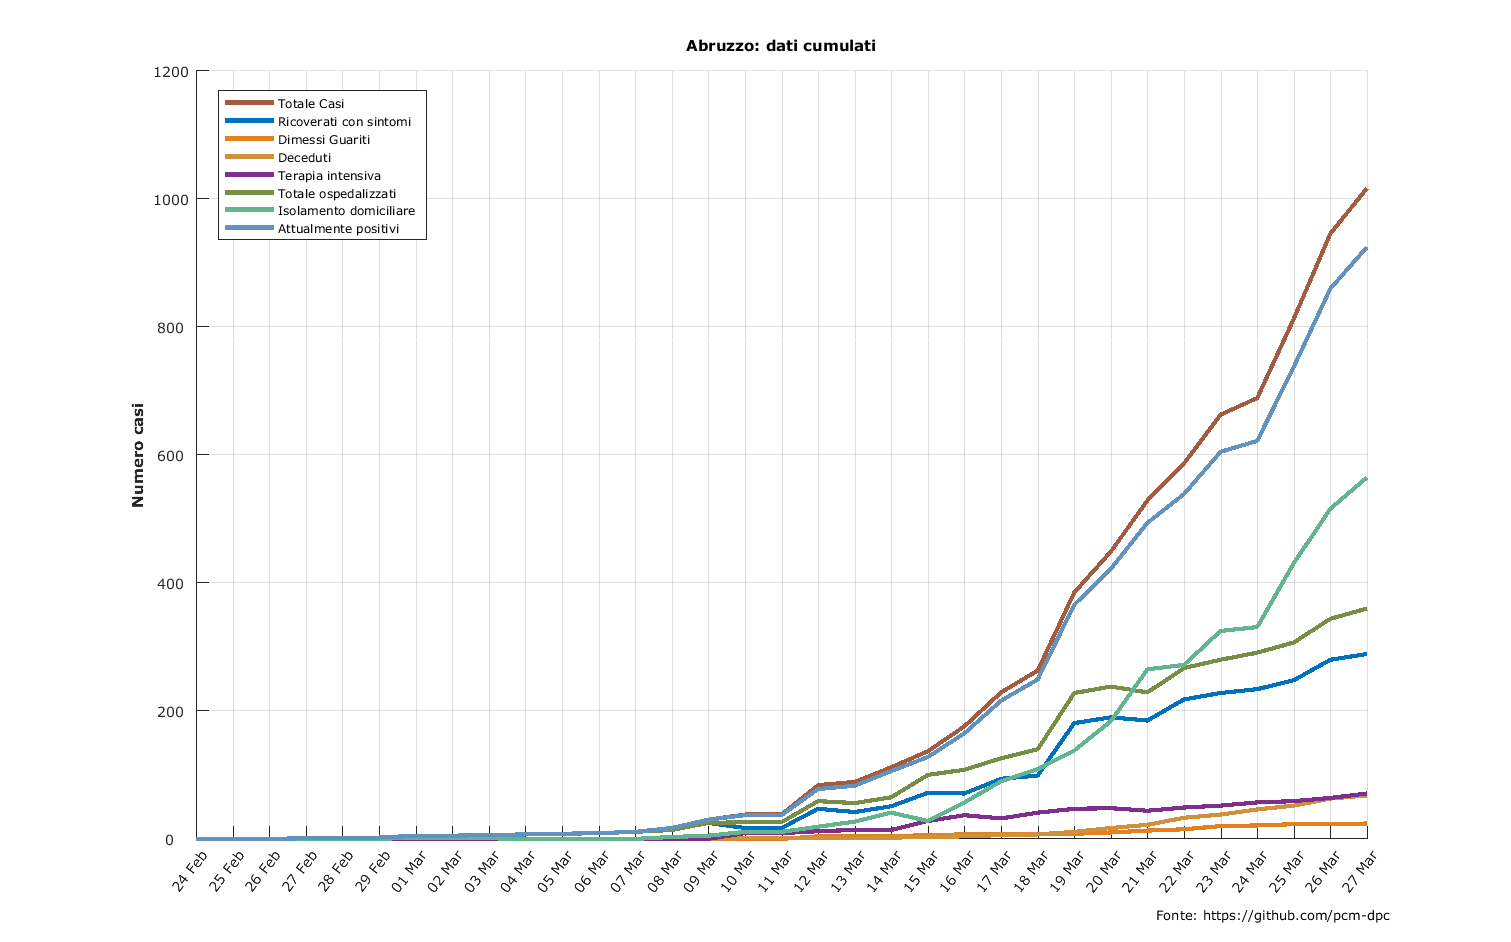 Abruzzo: dati cumulati
1200
1000
800
600
400
200
0
Numero casi
Totale Casi
Ricoverati con sintomi
Dimessi Guariti
Deceduti
Terapia intensiva
Totale ospedalizzati
Isolamento domiciliare
Attualmente positivi
24 Feb
25 Feb
26 Feb
27 Feb
28 Feb
29 Feb
01 Mar
02 Mar
03 Mar
04 Mar
05 Mar
06 Mar
07 Mar
08 Mar
09 Mar
10 Mar
11 Mar
12 Mar
13 Mar
14 Mar
15 Mar
16 Mar
17 Mar
18 Mar
19 Mar
20 Mar
21 Mar
22 Mar
23 Mar
24 Mar
25 Mar
26 Mar
27 Mar
Fonte: https://github.com/pcm-dpc